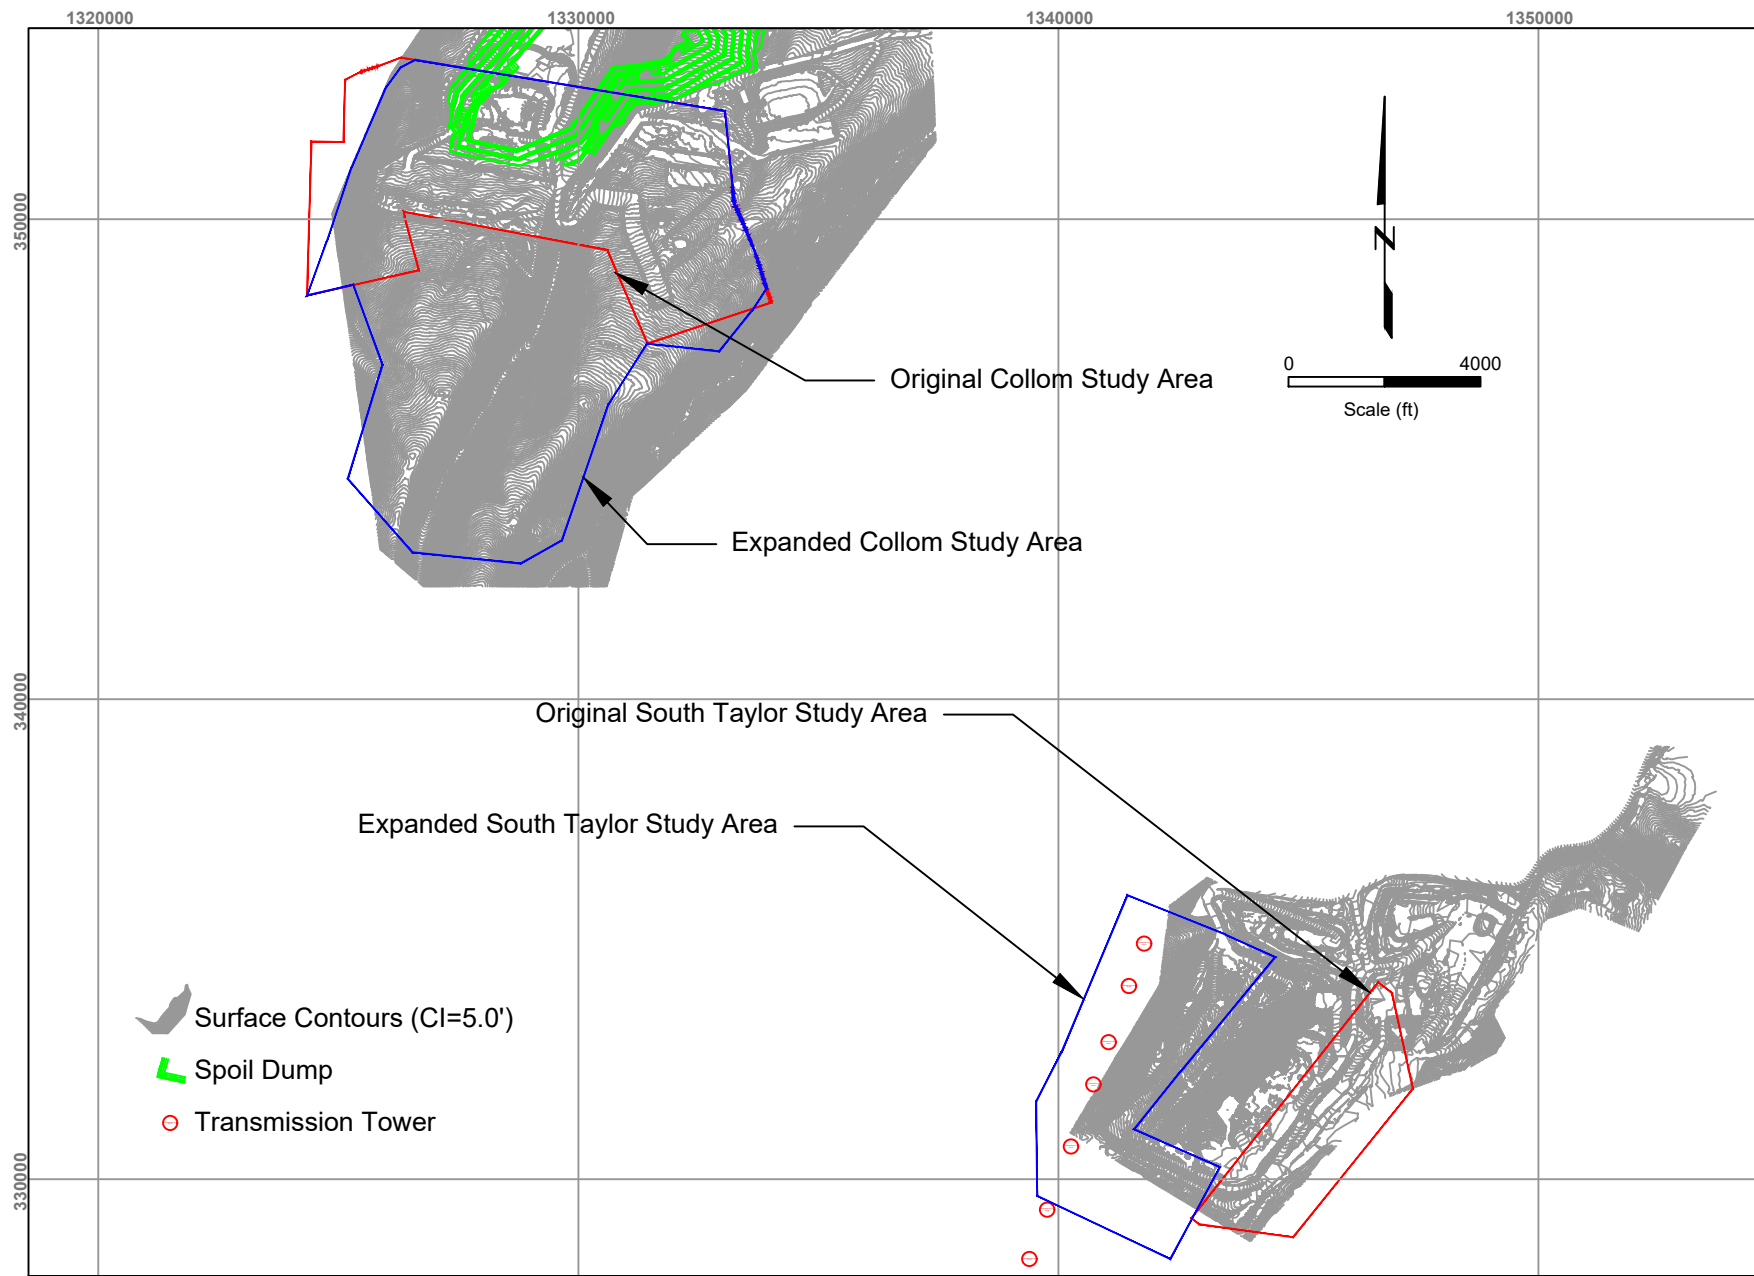 1320000
1330000
1340000
1350000
350000
340000
330000
N
0
4000
Scale (ft)
Original Collom Study Area
Expanded Collom Study Area
Original South Taylor Study Area
Expanded South Taylor Study Area
Surface Contours (CI=5.0')
Spoil Dump
Transmission Tower